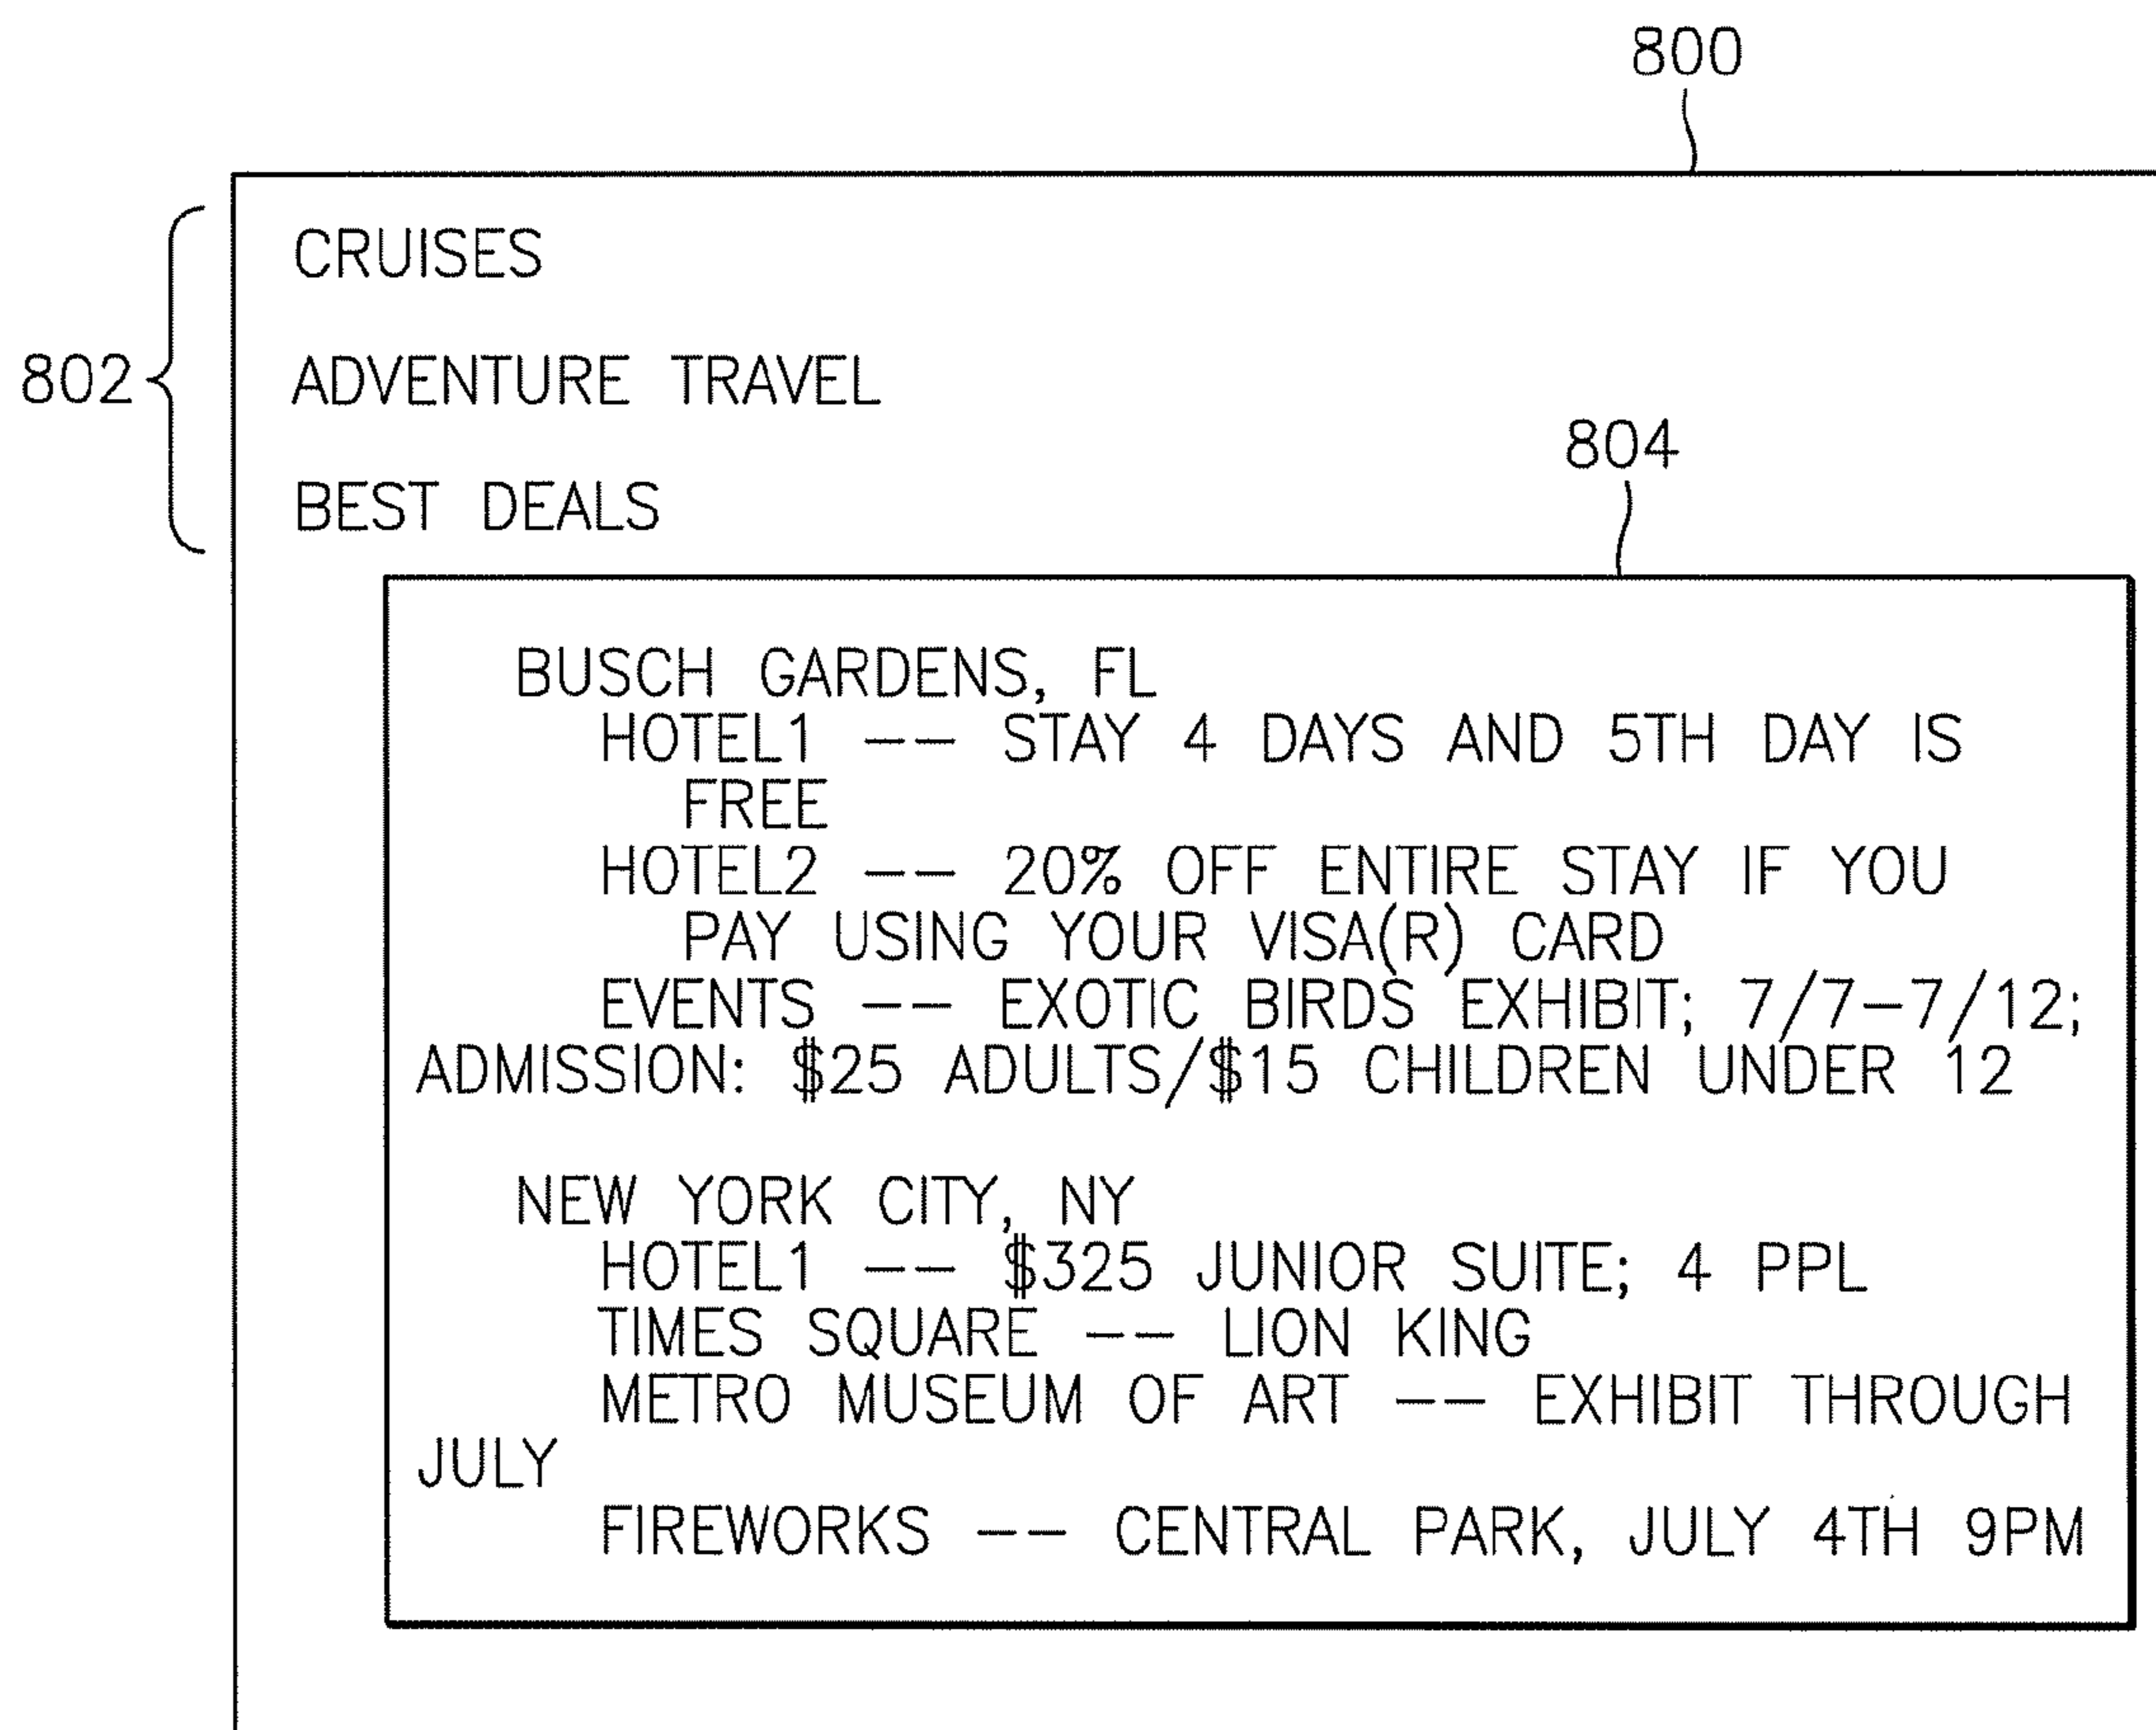 800
CRUISES
802
ADVENTURE TRAVEL
804
BEST DEALS
BUSCH GARDENS, FL
HOTEL1 -- STAY 4 DAYS AND 5TH DAY IS
FREE
HOTEL2 -- 20% OFF ENTIRE STAY IF YOU
PAY USING YOUR VISA(R) CARD
EVENTS -- EXOTIC BIRDS EXHIBIT; 7/7-7/12;
ADMISSION: $25 ADULTS/$15 CHILDREN UNDER 12
NEW YORK CITY, NY
HOTEL1 -- $325 JUNIOR SUITE; 4 PPL
TIMES SQUARE -- LION KING
METRO MUSEUM OF ART -- EXHIBIT THROUGH
JULY
FIREWORKS -- CENTRAL PARK, JULY 4TH 9PM